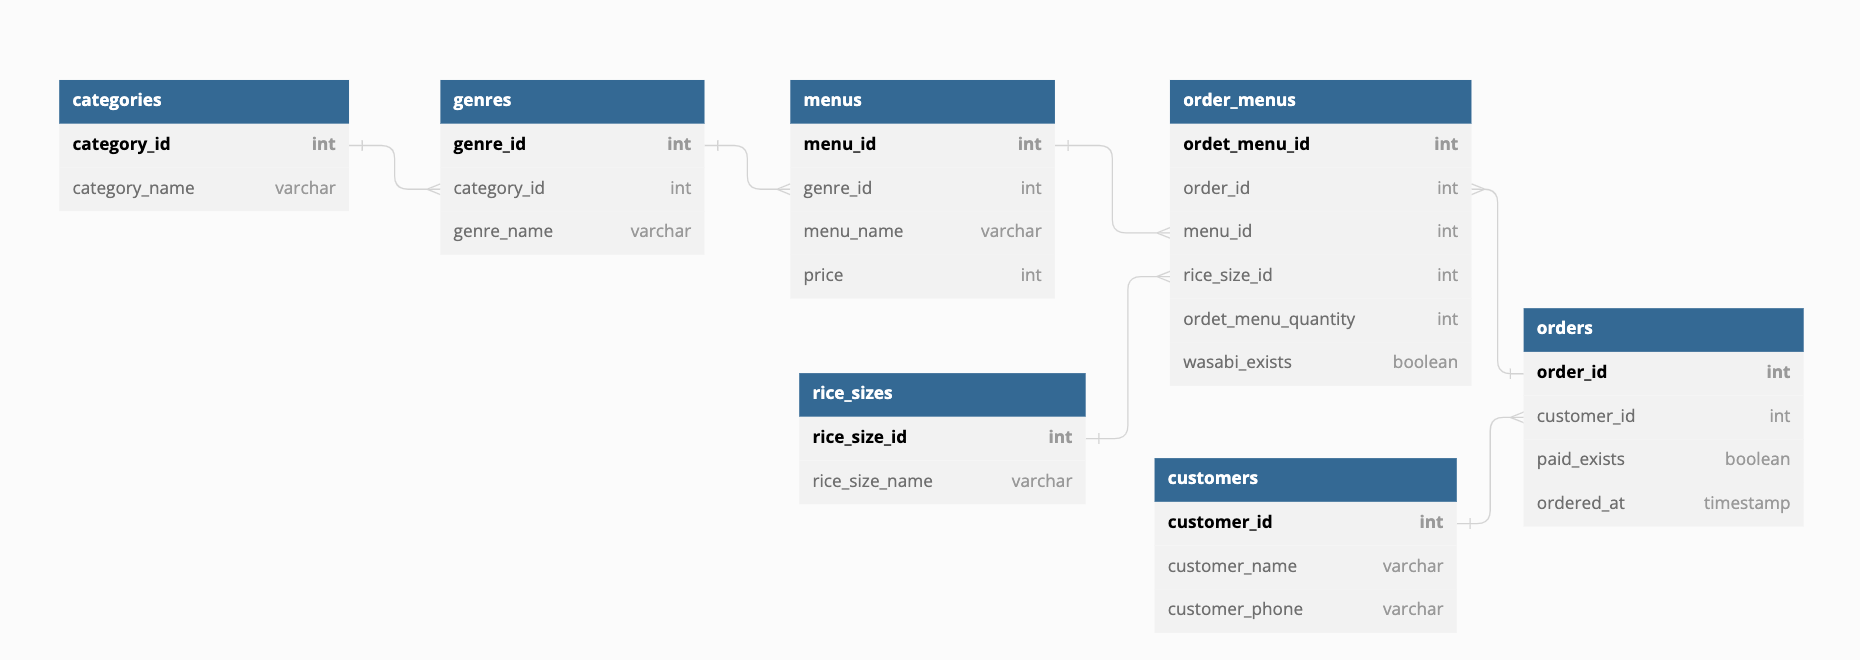 categories
category_id int
category_name varchar
genres
genre_id int
category_id int
genre_name varchar
menus
menu_id int
genre_id int
menu_name varchar
price int
order_menus
ordet_menu_id int
order_id int
menu_id int
rice_size_id int
ordet_menu_quantity int
wasabi_exists boolean
orders
order_id int
customer_id int
paid_exists boolean
ordered_at timestamp
rice_sizes
rice_size_id int
rice_size_name varchar
customers
customer_id int
customer_name varchar
customer_phone varchar